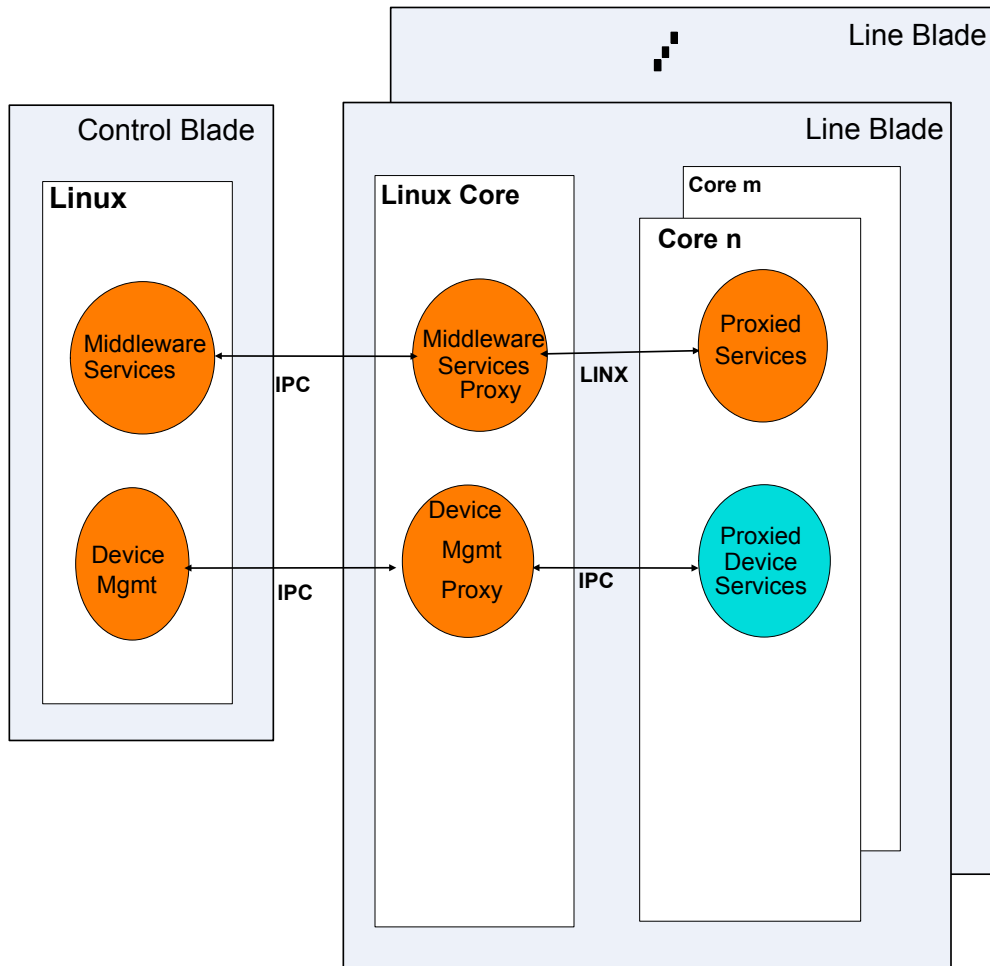 Line Blade
Control Blade
Line Blade
Linux
Linux Core
Core m
Core n
Middleware
Services
IPC
Middleware
Services
Proxy
LINX
Proxied
Services
Device
Mgmt
IPC
Device
Mgmt
Proxy
IPC
Proxied
Device
Services